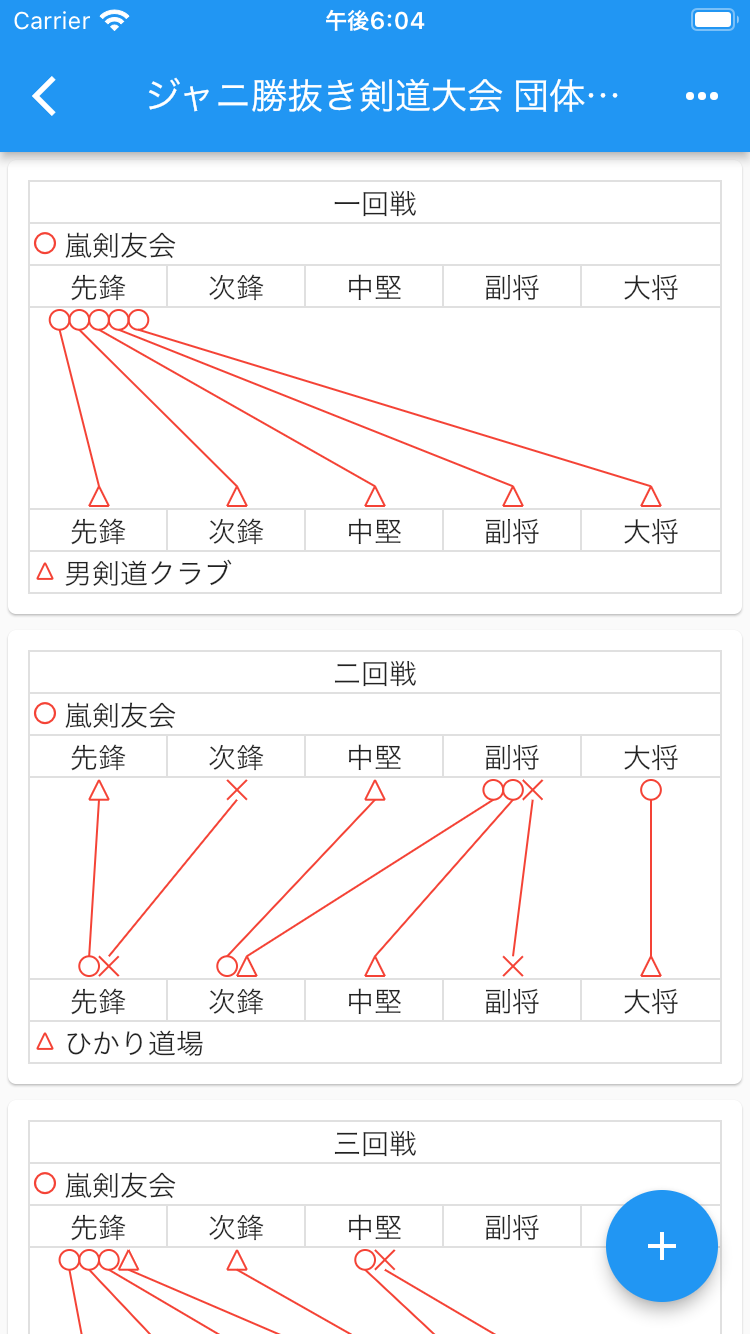 Carrier 午後6:04
ジャニ勝抜き剣道大会 団体…
一回戦
○ 嵐剣友会
先鋒 次鋒 中堅 副将 大将
○○○○○
△ △ △ △ △
先鋒 次鋒 中堅 副将 大将
△ 男剣道クラブ
二回戦
○ 嵐剣友会
先鋒 次鋒 中堅 副将 大将
△ × △ ○○× ○
○× ○△ △ × △
先鋒 次鋒 中堅 副将 大将
△ ひかり道場
三回戦
○ 嵐剣友会
先鋒 次鋒 中堅 副将
○○○△ △ ○×